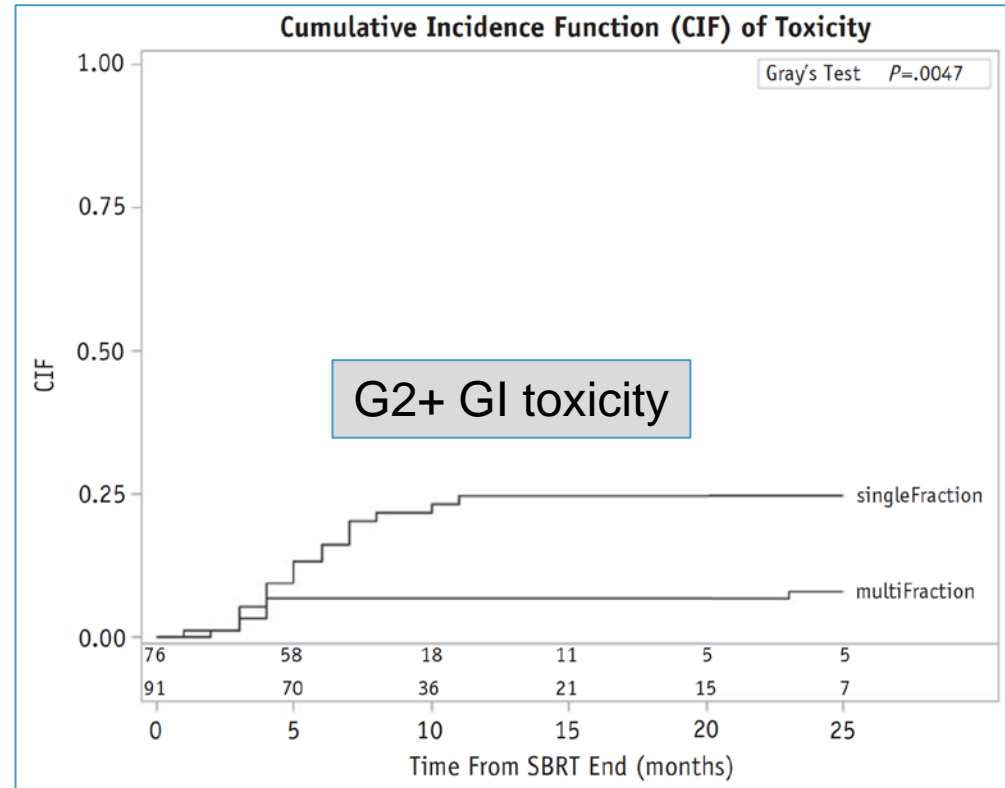 Cumulative Incidence Function (CIF) of Toxicity
Gray's Test P=.0047
1.00
0.75
CIF
0.50
G2+ GI toxicity
0.25
singleFraction
multiFraction
0.00
76 58 18 11 5 5
91 70 36 21 15 7
0 5 10 15 20 25
Time From SBRT End (months)